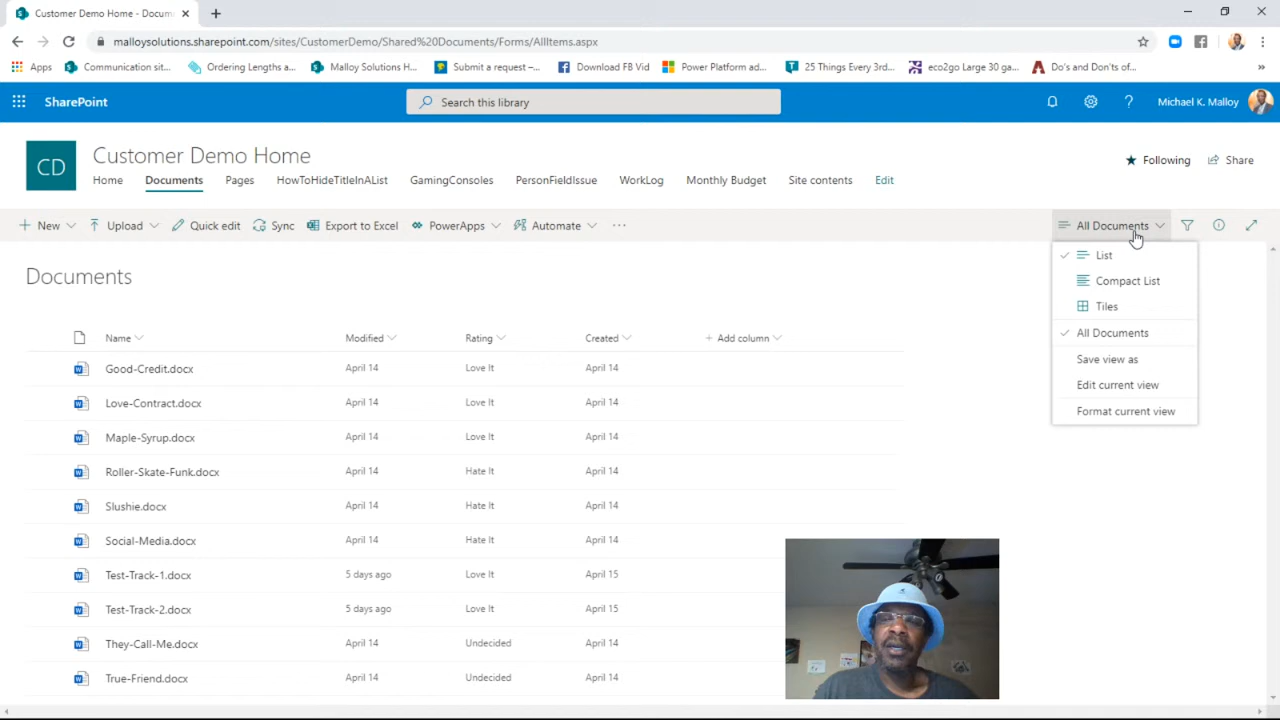 Customer Demo Home - Docum
malloysolutions.sharepoint.com/sites/CustomerDemo/Shared%20Documents/Forms/AllItems.aspx
Apps Communication sit... Ordering Lengths a... Malloy Solutions H... Submit a request –... Download FB Vid Power Platform ad... 25 Things Every 3rd... eco2go Large 30 ga... Do's and Don'ts of... »
SharePoint Search this library ? Michael K. Malloy
CD
Customer Demo Home
Following Share
Home Documents Pages HowToHideTitleInAList GamingConsoles PersonFieldIssue WorkLog Monthly Budget Site contents Edit
+ New Upload Quick edit Sync Export to Excel PowerApps Automate ··· All Documents
List
Compact List
Tiles
All Documents
Save view as
Edit current view
Format current view
Documents
Name Modified Rating Created + Add column
Good-Credit.docx April 14 Love It April 14
Love-Contract.docx April 14 Love It April 14
Maple-Syrup.docx April 14 Love It April 14
Roller-Skate-Funk.docx April 14 Hate It April 14
Slushie.docx April 14 Hate It April 14
Social-Media.docx April 14 Hate It April 14
Test-Track-1.docx 5 days ago Love It April 15
Test-Track-2.docx 5 days ago Love It April 15
They-Call-Me.docx April 14 Undecided April 14
True-Friend.docx April 14 Undecided April 14